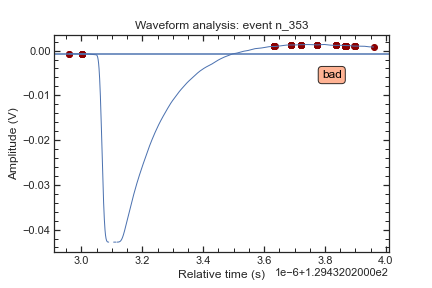 Waveform analysis: event n_353
0.00
−0.01
−0.02
−0.03
−0.04
Amplitude (V)
bad
3.0
3.2
3.4
3.6
3.8
4.0
Relative time (s)
1e−6+1.2943202000e2